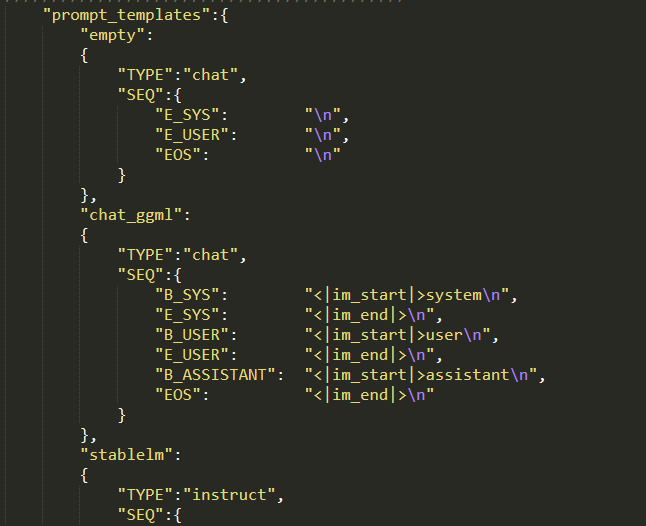 "prompt_templates":{
"empty":
{
"TYPE":"chat",
"SEQ":{
"E_SYS": "\n",
"E_USER": "\n",
"EOS": "\n"
}
},
"chat_ggml":
{
"TYPE":"chat",
"SEQ":{
"B_SYS": "<|im_start|>system\n",
"E_SYS": "<|im_end|>\n",
"B_USER": "<|im_start|>user\n",
"E_USER": "<|im_end|>\n",
"B_ASSISTANT": "<|im_start|>assistant\n",
"EOS": "<|im_end|>\n"
}
},
"stablelm":
{
"TYPE":"instruct",
"SEQ":{